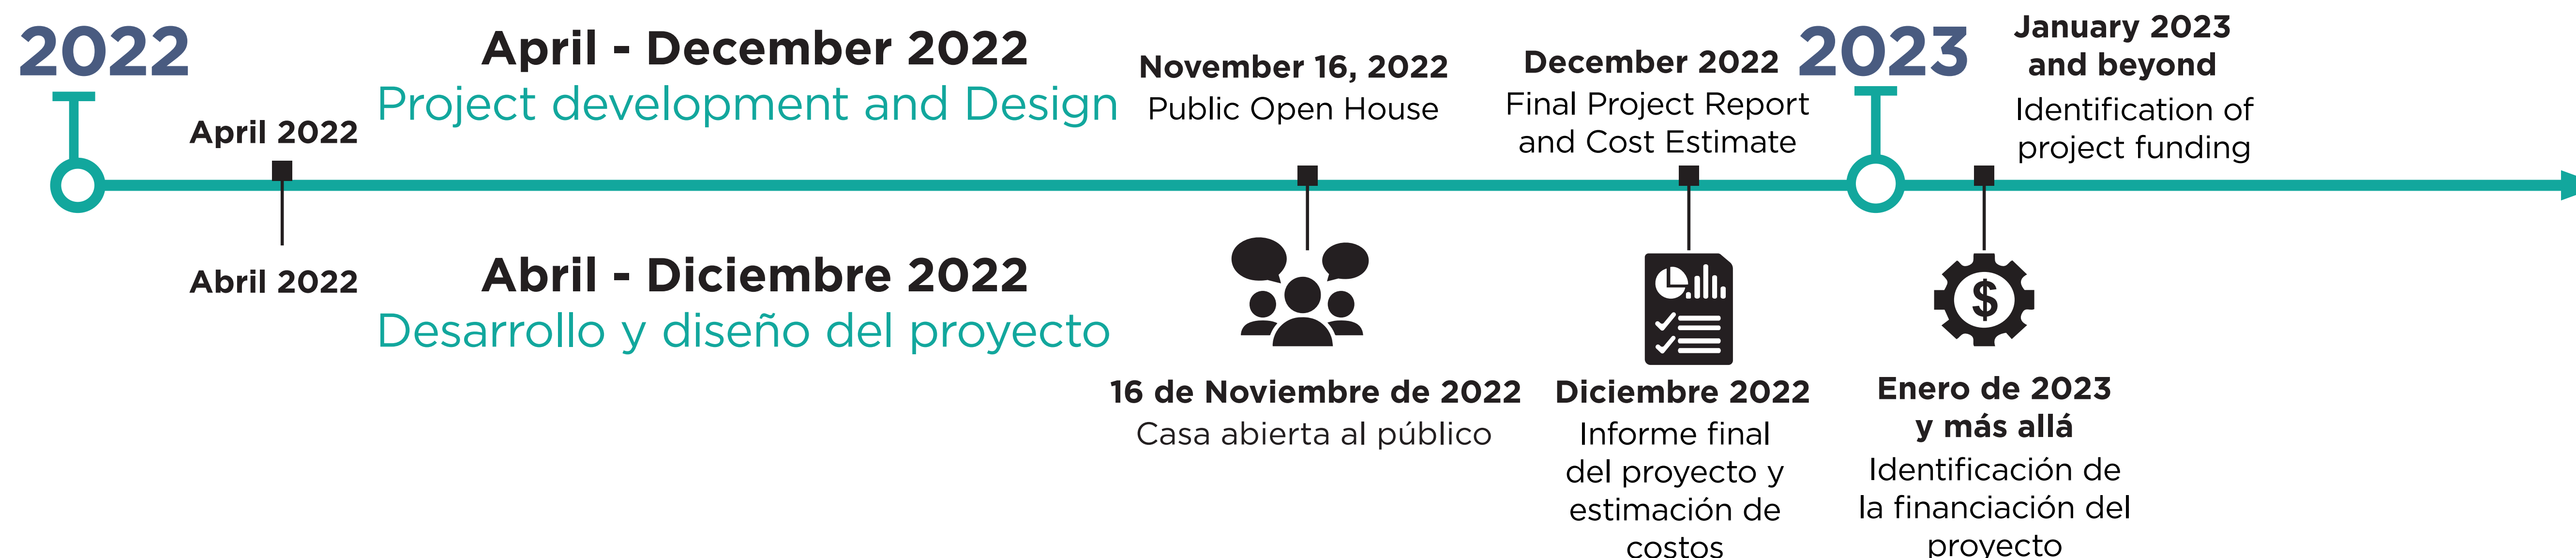 2022
April 2022
Abril 2022
April - December 2022
Project development and Design
Abril - Diciembre 2022
Desarrollo y diseño del proyecto
November 16, 2022
Public Open House
16 de Noviembre de 2022
Casa abierta al público
December 2022
Final Project Report
and Cost Estimate
Diciembre 2022
Informe final
del proyecto y
estimación de
costos
2023
January 2023
and beyond
Identification of
project funding
$
Enero de 2023
y más allá
Identificación de
la financiación del
proyecto